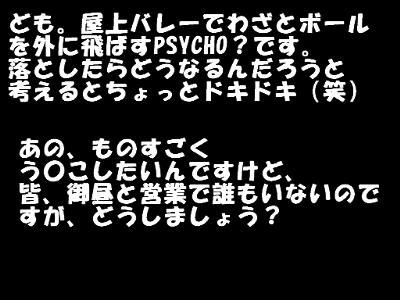 ども。屋上バレーでわざとボール
を外に飛ばすPSYCHO？です。
落としたらどうなるんだろうと
考えるとちょっとドキドキ（笑）
あの、ものすごく
う〇こしたいんですけど、
皆、御昼と営業で誰もいないので
すが、どうしましょう？